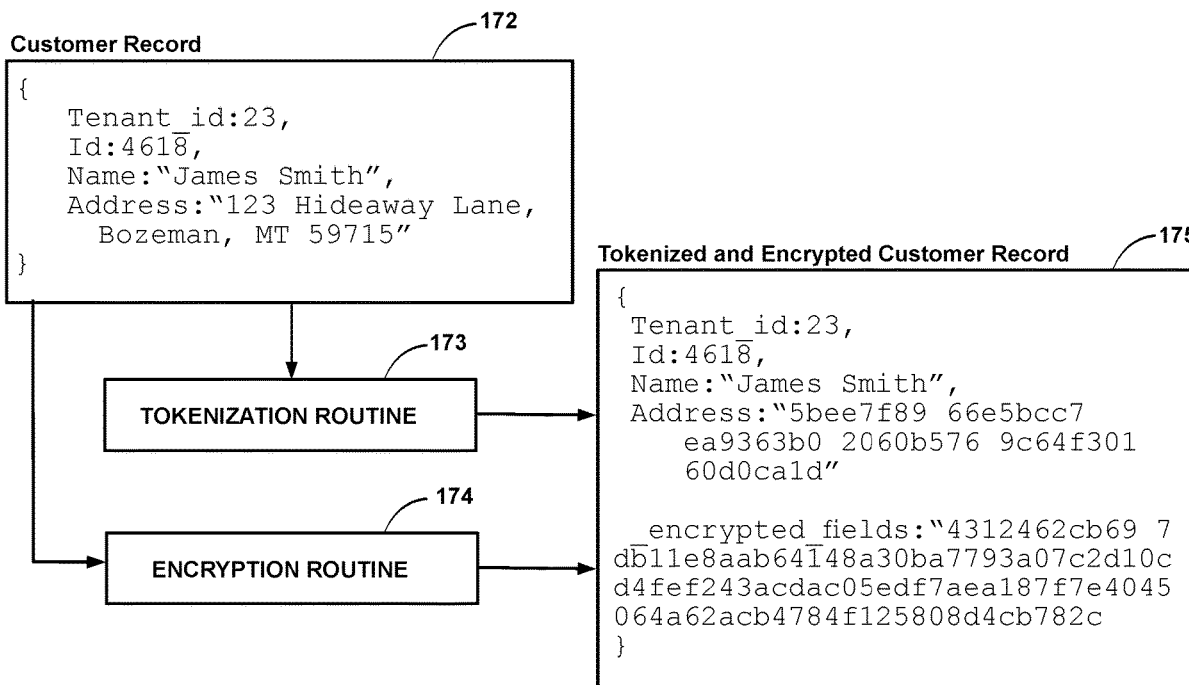 172
Customer Record
{
Tenant_id:23,
Id:4618,
Name:“James Smith”,
Address:“123 Hideaway Lane,
Bozeman, MT 59715”
}
173
TOKENIZATION ROUTINE
174
ENCRYPTION ROUTINE
175
Tokenized and Encrypted Customer Record
{
Tenant_id:23,
Id:4618,
Name:“James Smith”,
Address:“5bee7f89 66e5bcc7
ea9363b0 2060b576 9c64f301
60d0ca1d”
_encrypted_fields:“4312462cb69 7
db11e8aab64148a30ba7793a07c2d10c
d4fef243acdac05edf7aea187f7e4045
064a62acb4784f125808d4cb782c
}